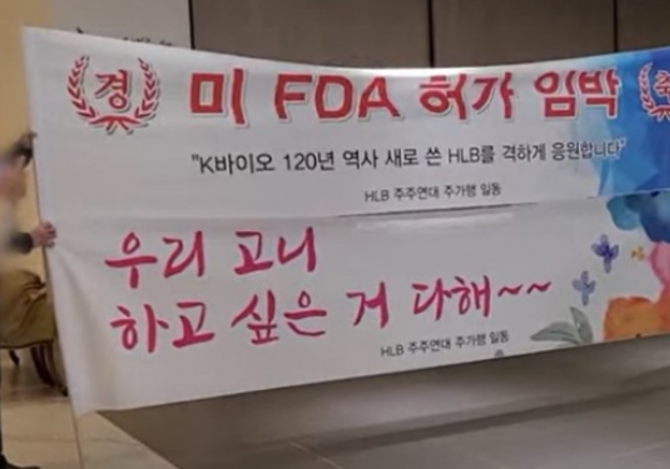 경 미 FDA 허가 임박 축
"K바이오 120년 역사 새로 쓴 HLB를 격하게 응원합니다"
HLB 주주연대 주가행 일동
우리 고니
하고 싶은 거 다해~~
HLB 주주연대 주가행 일동